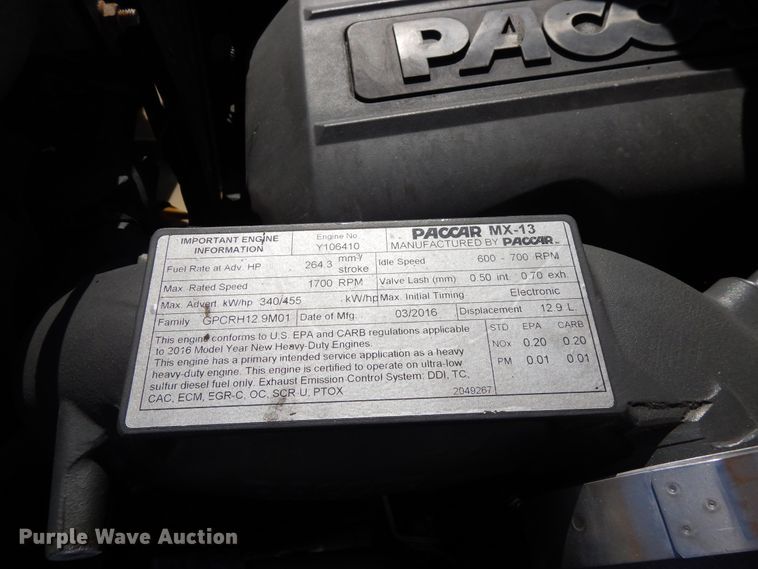 PACCA
IMPORTANT ENGINE INFORMATION
Engine No.
Y106410
PACCAR MX-13
MANUFACTURED BY PACCAR
Fuel Rate at Adv. HP 264.3 mm³/stroke
Idle Speed 600 - 700 RPM
Max. Rated Speed 1700 RPM
Valve Lash (mm) 0.50 int. 0.70 exh.
Max. Advert. kW/hp 340/455 kW/hp
Max. Initial Timing Electronic
Family GPCRH12.9M01
Date of Mfg. 03/2016
Displacement 12.9 L
This engine conforms to U.S. EPA and CARB regulations applicable
to 2016 Model Year New Heavy-Duty Engines.
This engine has a primary intended service application as a heavy
heavy-duty engine. This engine is certified to operate on ultra-low
sulfur diesel fuel only. Exhaust Emission Control System: DDI, TC,
CAC, ECM, EGR-C, OC, SCR-U, PTOX
2049267
STD EPA CARB
NOx 0.20 0.20
PM 0.01 0.01
Purple Wave Auction